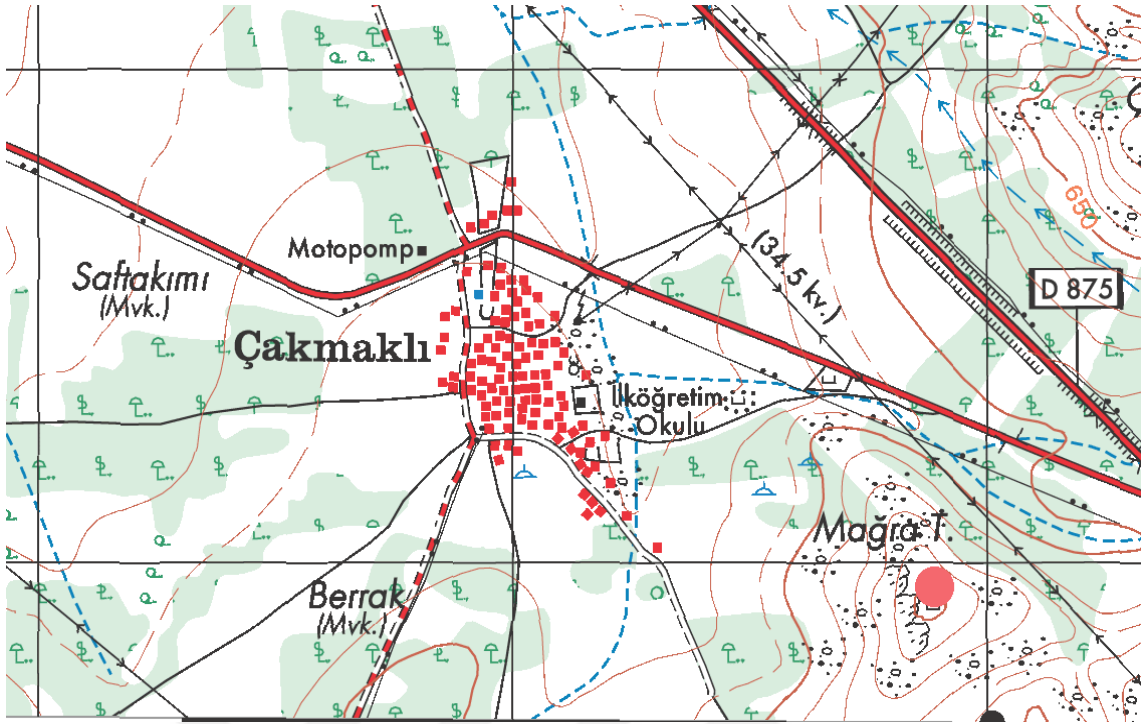 650
Motopomp
Saftakımı
(Mvk.)
(34.5 kv.)
D 875
Çakmaklı
İlköğretim
Okulu
Mağra T.
Berrak
(Mvk.)